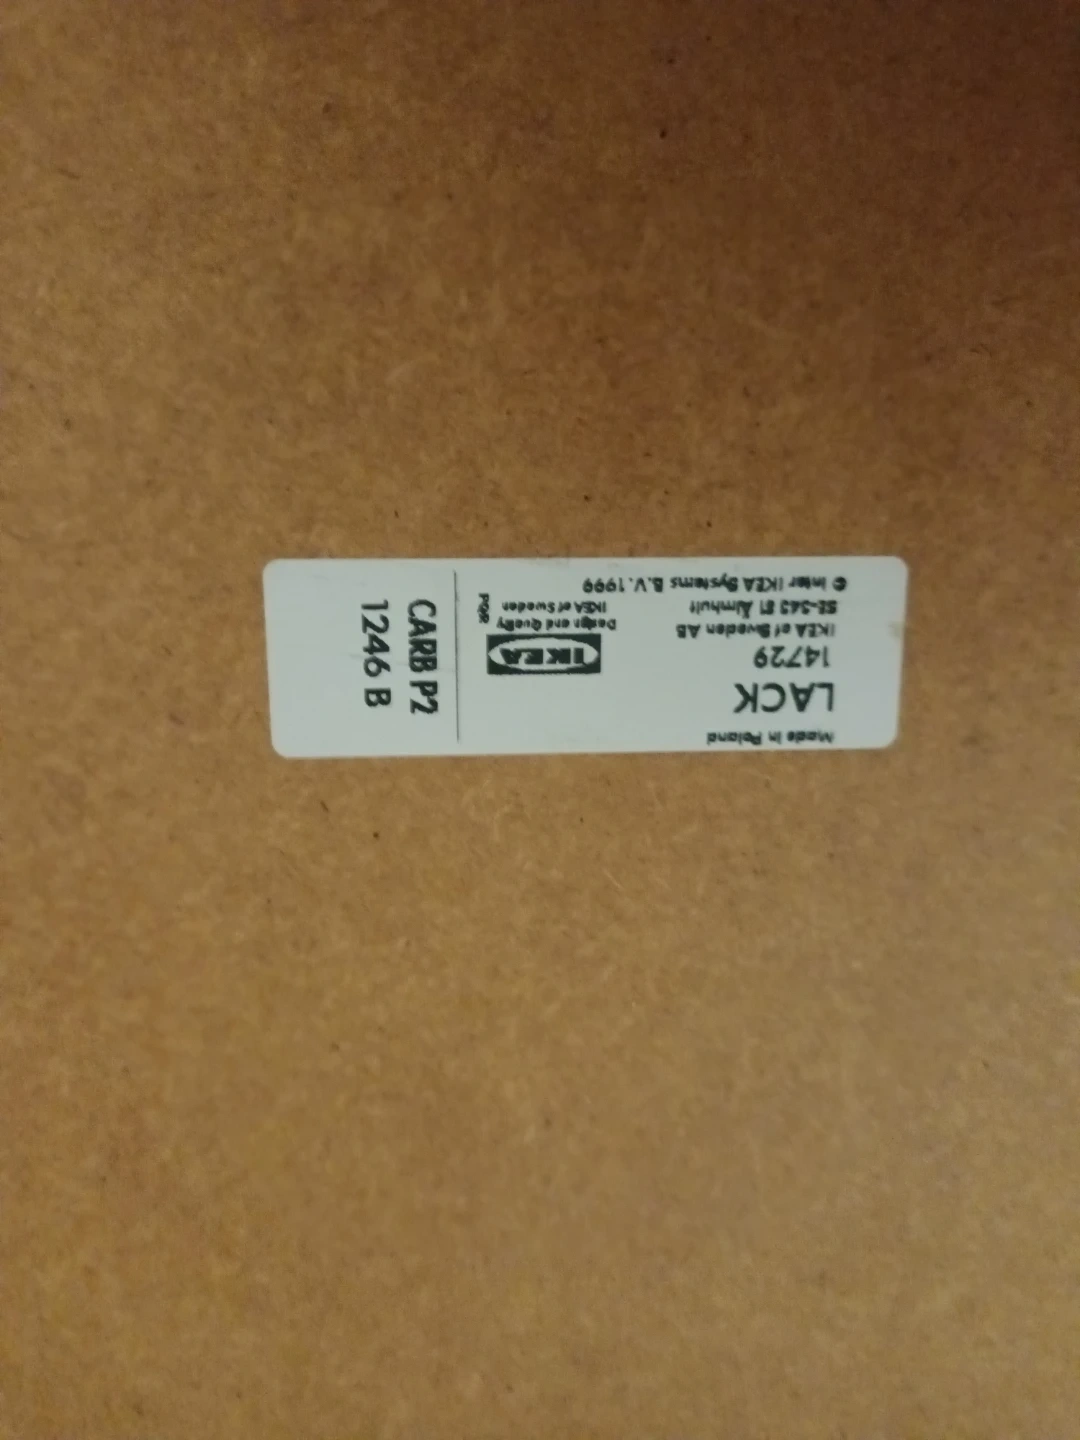 Made in Poland
LACK
14729
IKEA of Sweden AB
SE-343 81 Älmhult
© Inter IKEA Systems B.V. 1999
IKEA
Design and Quality
IKEA of Sweden
PGR
CARB P2
1246 B